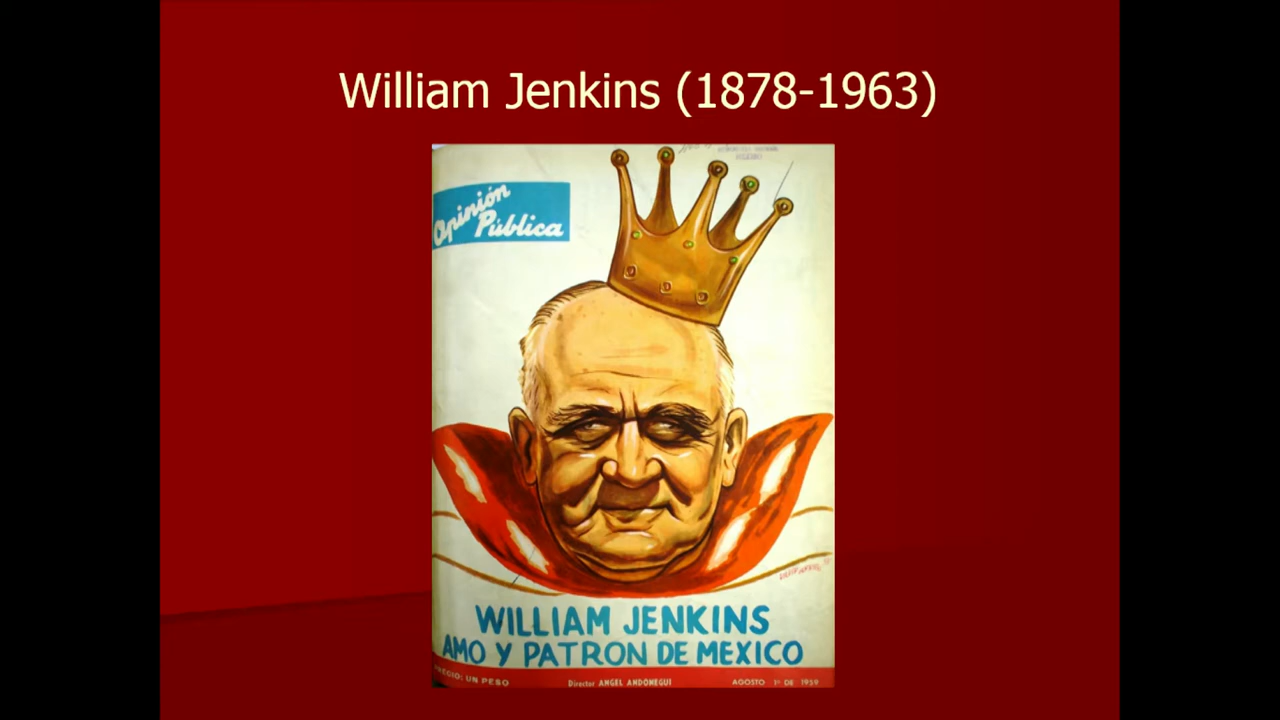 William Jenkins (1878-1963)
Opinión
Pública
WILLIAM JENKINS
AMO Y PATRON DE MEXICO
PRECIO: UN PESO Director ANGEL ANDONEGUI AGOSTO 1º DE 1959